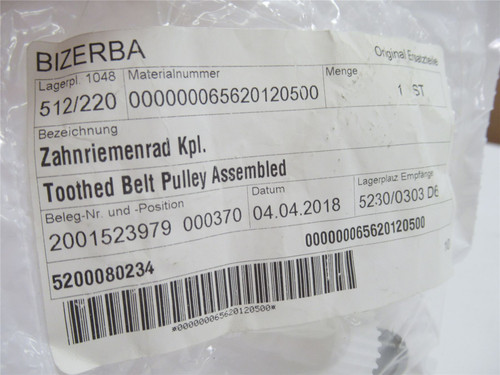 BIZERBA Original Ersatzteile
Lagerpl. 1048 Materialnummer Menge
512/220 000000065620120500 1 ST
Bezeichnung
Zahnriemenrad Kpl.
Toothed Belt Pulley Assembled
Beleg-Nr. und -Position Datum Lagerplatz Empfänge
2001523979 000370 04.04.2018 5230/0303 D6
5200080234 000000065620120500
*000000065620120500*